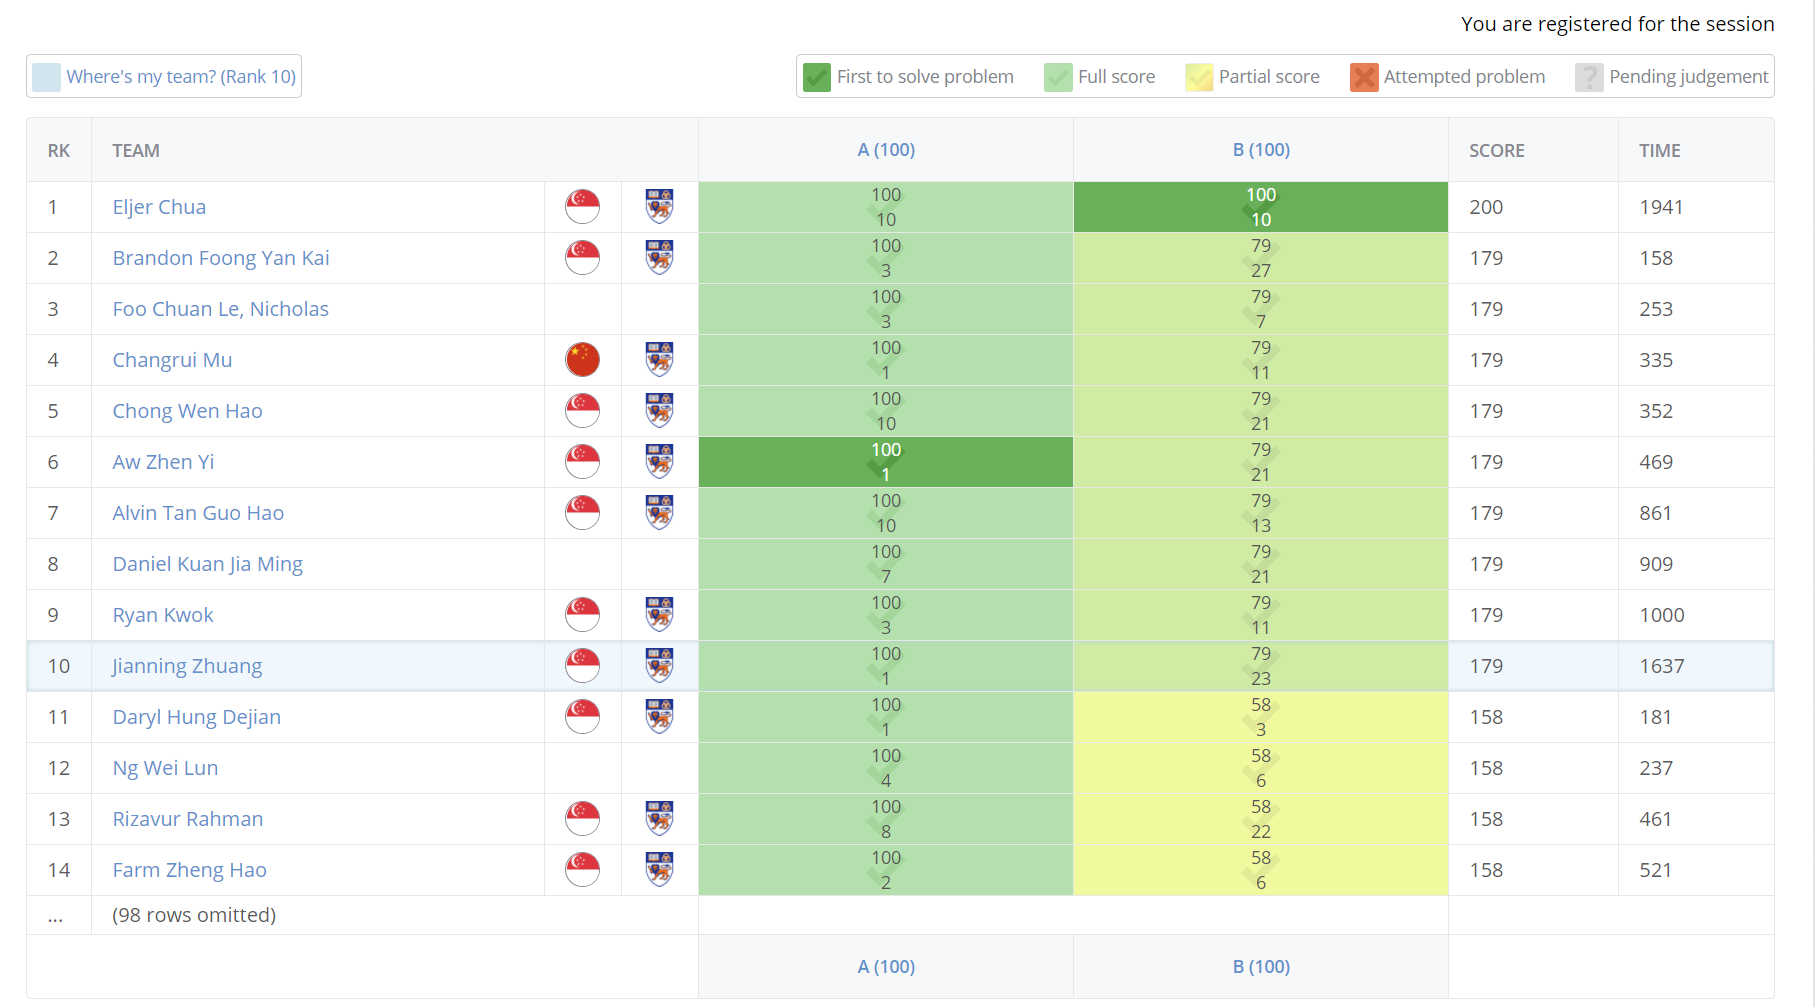 You are registered for the session
Where's my team? (Rank 10)
First to solve problem Full score Partial score Attempted problem ? Pending judgement
RK TEAM A (100) B (100) SCORE TIME
1 Eljer Chua 100 10 100 10 200 1941
2 Brandon Foong Yan Kai 100 3 79 27 179 158
3 Foo Chuan Le, Nicholas 100 3 79 7 179 253
4 Changrui Mu 100 1 79 11 179 335
5 Chong Wen Hao 100 10 79 21 179 352
6 Aw Zhen Yi 100 1 79 21 179 469
7 Alvin Tan Guo Hao 100 10 79 13 179 861
8 Daniel Kuan Jia Ming 100 7 79 21 179 909
9 Ryan Kwok 100 3 79 11 179 1000
10 Jianning Zhuang 100 1 79 23 179 1637
11 Daryl Hung Dejian 100 1 58 3 158 181
12 Ng Wei Lun 100 4 58 6 158 237
13 Rizavur Rahman 100 8 58 22 158 461
14 Farm Zheng Hao 100 2 58 6 158 521
... (98 rows omitted)
A (100) B (100)